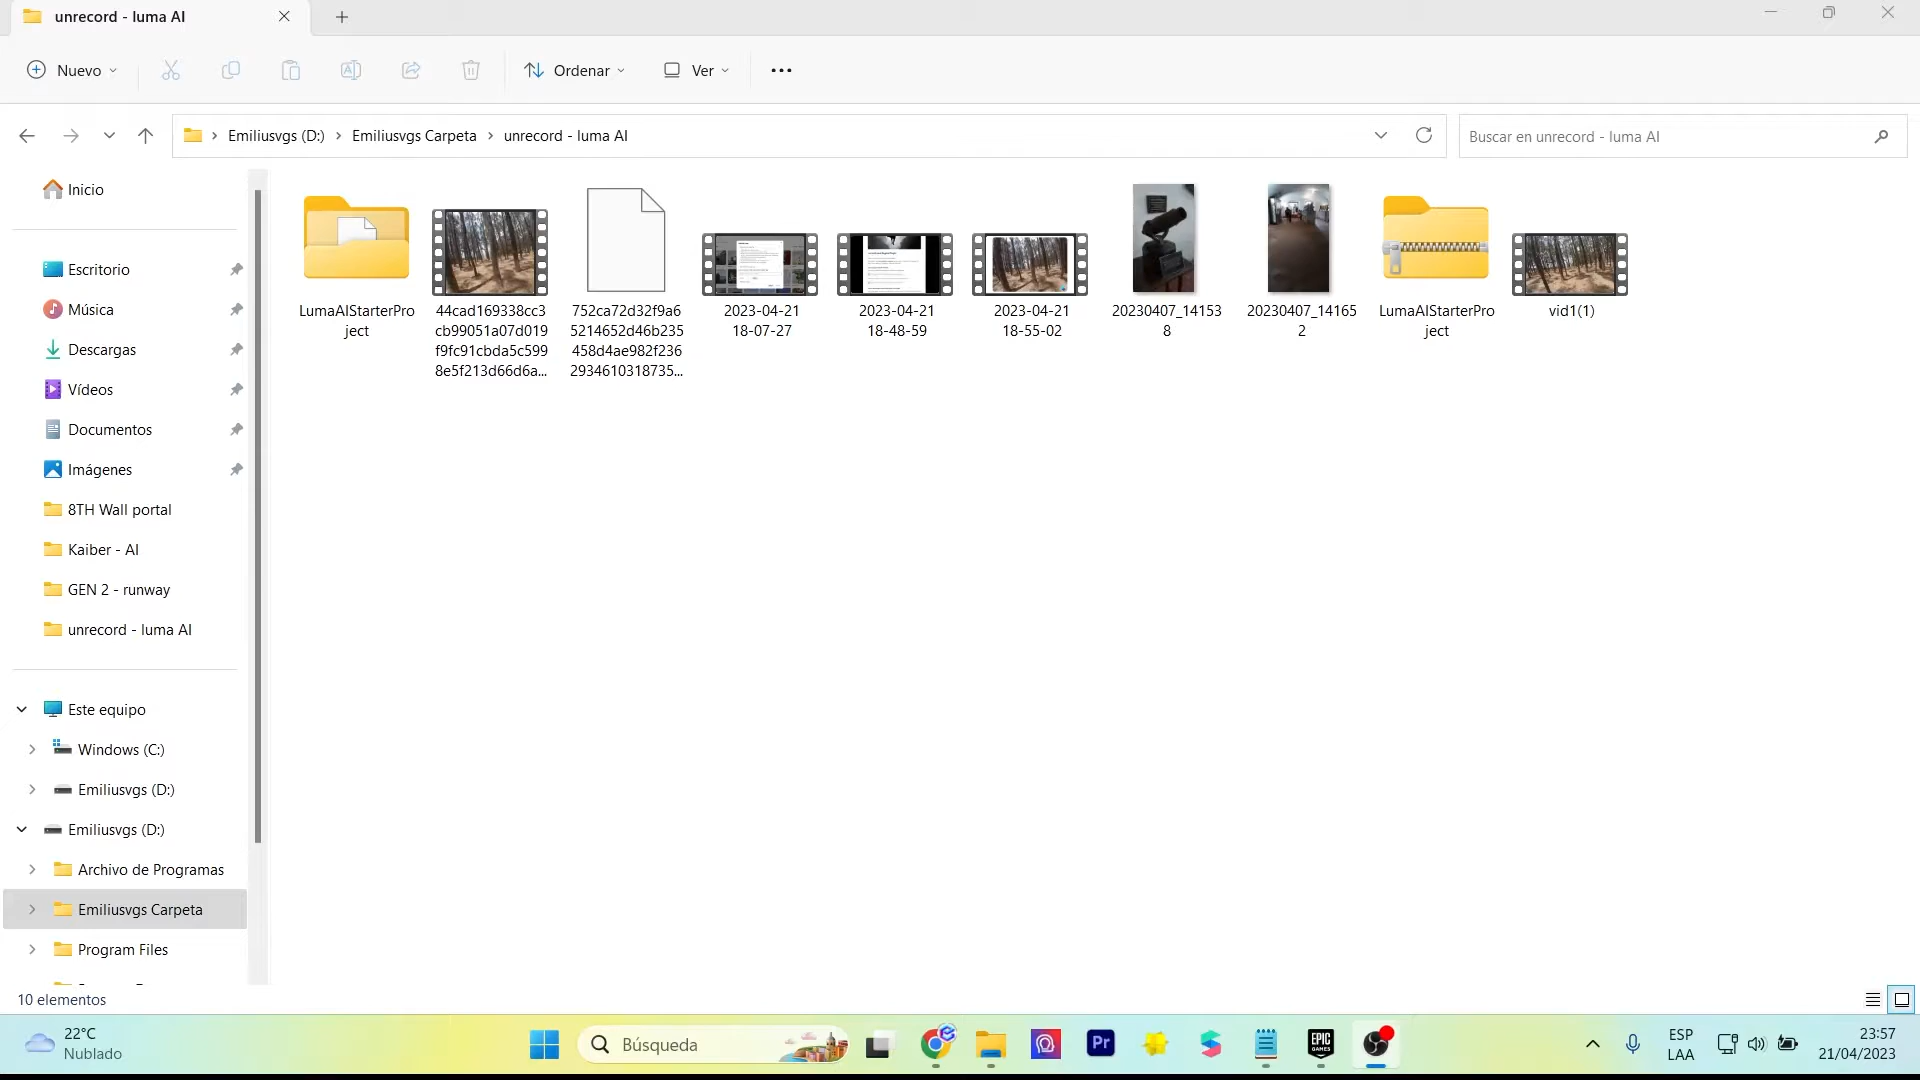 unrecord - luma AI
Nuevo
Ordenar
Ver
Emiliusvgs (D:) > Emiliusvgs Carpeta > unrecord - luma AI
Buscar en unrecord - luma AI
Inicio
Escritorio
Música
Descargas
Vídeos
Documentos
Imágenes
8TH Wall portal
Kaiber - AI
GEN 2 - runway
unrecord - luma AI
Este equipo
Windows (C:)
Emiliusvgs (D:)
Emiliusvgs (D:)
Archivo de Programas
Emiliusvgs Carpeta
Program Files
LumaAIStarterPro
ject
44cad169338cc3
cb99051a07d019
f9fc91cbda5c599
8e5f213d66d6a...
752ca72d32f9a6
5214652d46b235
458d4ae982f236
2934610318735...
2023-04-21
18-07-27
2023-04-21
18-48-59
2023-04-21
18-55-02
20230407_14153
8
20230407_14165
2
LumaAIStarterPro
ject
vid1(1)
10 elementos
22°C
Nublado
Búsqueda
Pr
EPIC
GAMES
ESP
LAA
23:57
21/04/2023